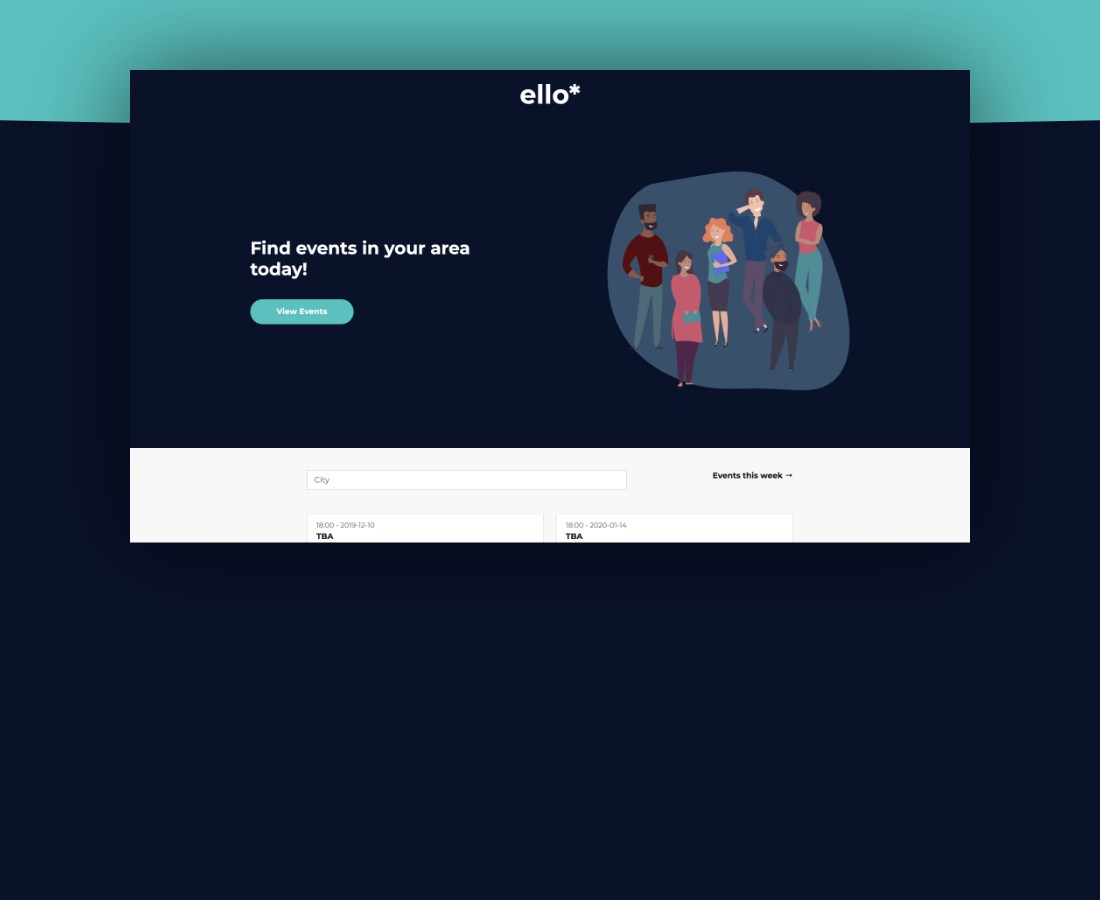 ello*
Find events in your area
today!
View Events
City
Events this week →
18:00 - 2019-12-10
TBA
18:00 - 2020-01-14
TBA